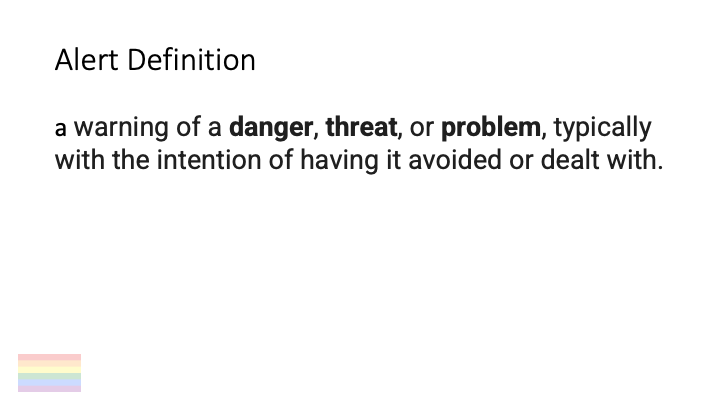 Alert Definition
a warning of a danger, threat, or problem, typically
with the intention of having it avoided or dealt with.